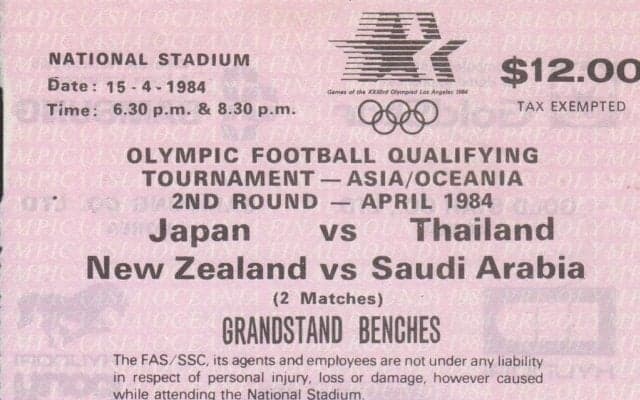 NATIONAL STADIUM
Date: 15-4-1984
Time: 6.30 p.m. & 8.30 p.m.
Games of the XXIIIrd Olympiad Los Angeles 1984
$12.00
TAX EXEMPTED
OLYMPIC FOOTBALL QUALIFYING
TOURNAMENT — ASIA/OCEANIA
2ND ROUND — APRIL 1984
Japan vs Thailand
New Zealand vs Saudi Arabia
(2 Matches)
GRANDSTAND BENCHES
The FAS/SSC, its agents and employees are not under any liability
in respect of personal injury, loss or damage, however caused
while attending the National Stadium.